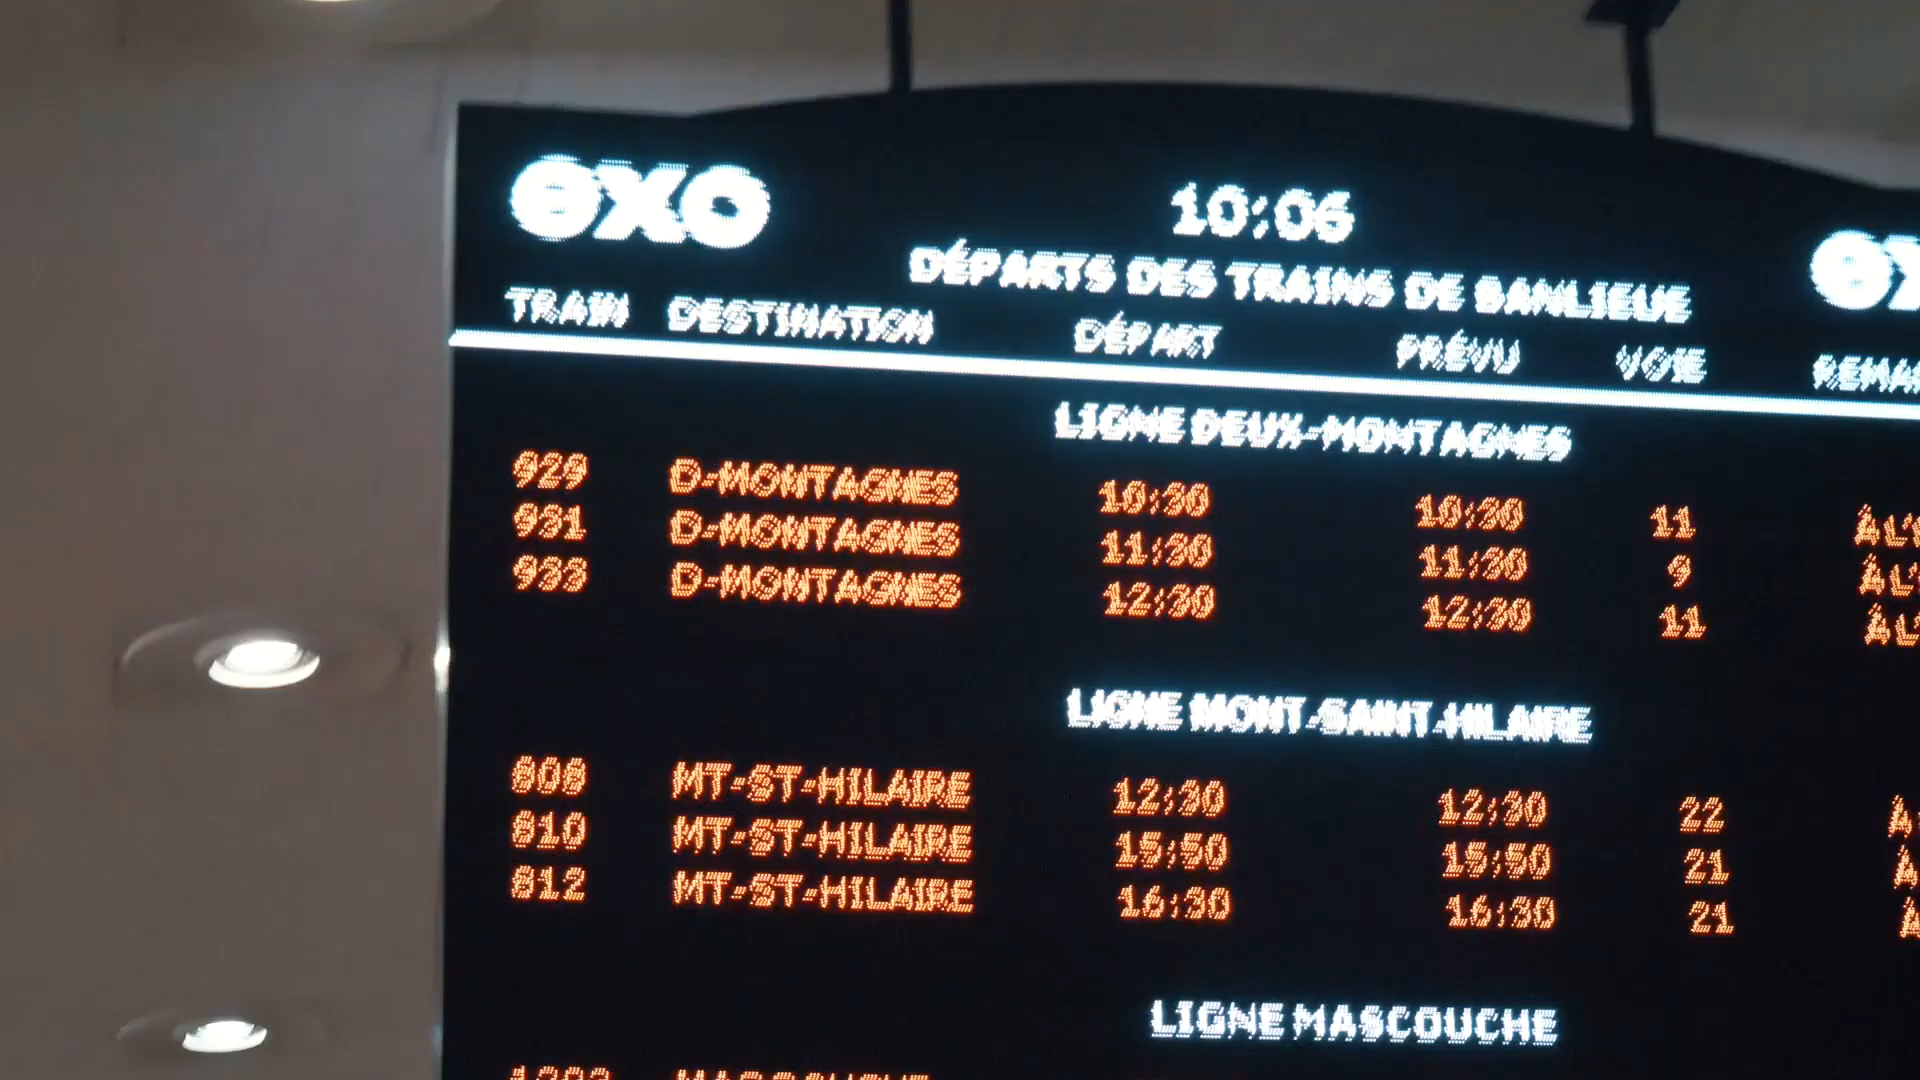 exo
10:06
DÉPARTS DES TRAINS DE BANLIEUE
TRAIN DESTINATION DÉPART PRÉVU VOIE
LIGNE DEUX-MONTAGNES
929 D-MONTAGNES 10:30 10:30 11
931 D-MONTAGNES 11:30 11:30 9
933 D-MONTAGNES 12:30 12:30 11
LIGNE MONT-SAINT-HILAIRE
808 MT-ST-HILAIRE 12:30 12:30 22
810 MT-ST-HILAIRE 15:50 15:50 21
812 MT-ST-HILAIRE 16:30 16:30 21
LIGNE MASCOUCHE
MASCOUCHE